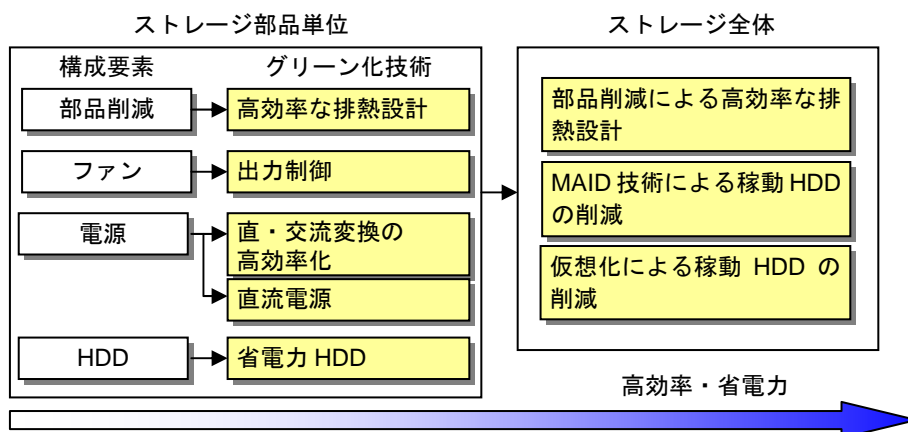 ストレージ部品単位
ストレージ全体
構成要素
グリーン化技術
部品削減
高効率な排熱設計
ファン
出力制御
電源
直・交流変換の
高効率化
直流電源
HDD
省電力 HDD
部品削減による高効率な排
熱設計
MAID 技術による稼動 HDD
の削減
仮想化による稼動 HDD の
削減
高効率・省電力